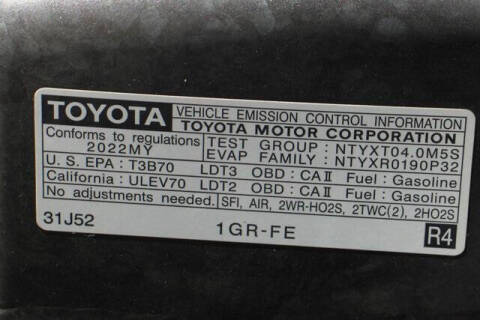 TOYOTA VEHICLE EMISSION CONTROL INFORMATION
TOYOTA MOTOR CORPORATION
Conforms to regulations TEST GROUP : NTYXT04.0M5S
2022MY EVAP FAMILY : NTYXR0190P32
U. S. EPA : T3B70 LDT3 OBD : CAⅡ Fuel : Gasoline
California : ULEV70 LDT2 OBD : CAⅡ Fuel : Gasoline
No adjustments needed. SFI, AIR, 2WR-HO2S, 2TWC(2), 2HO2S
31J52 1GR-FE R4